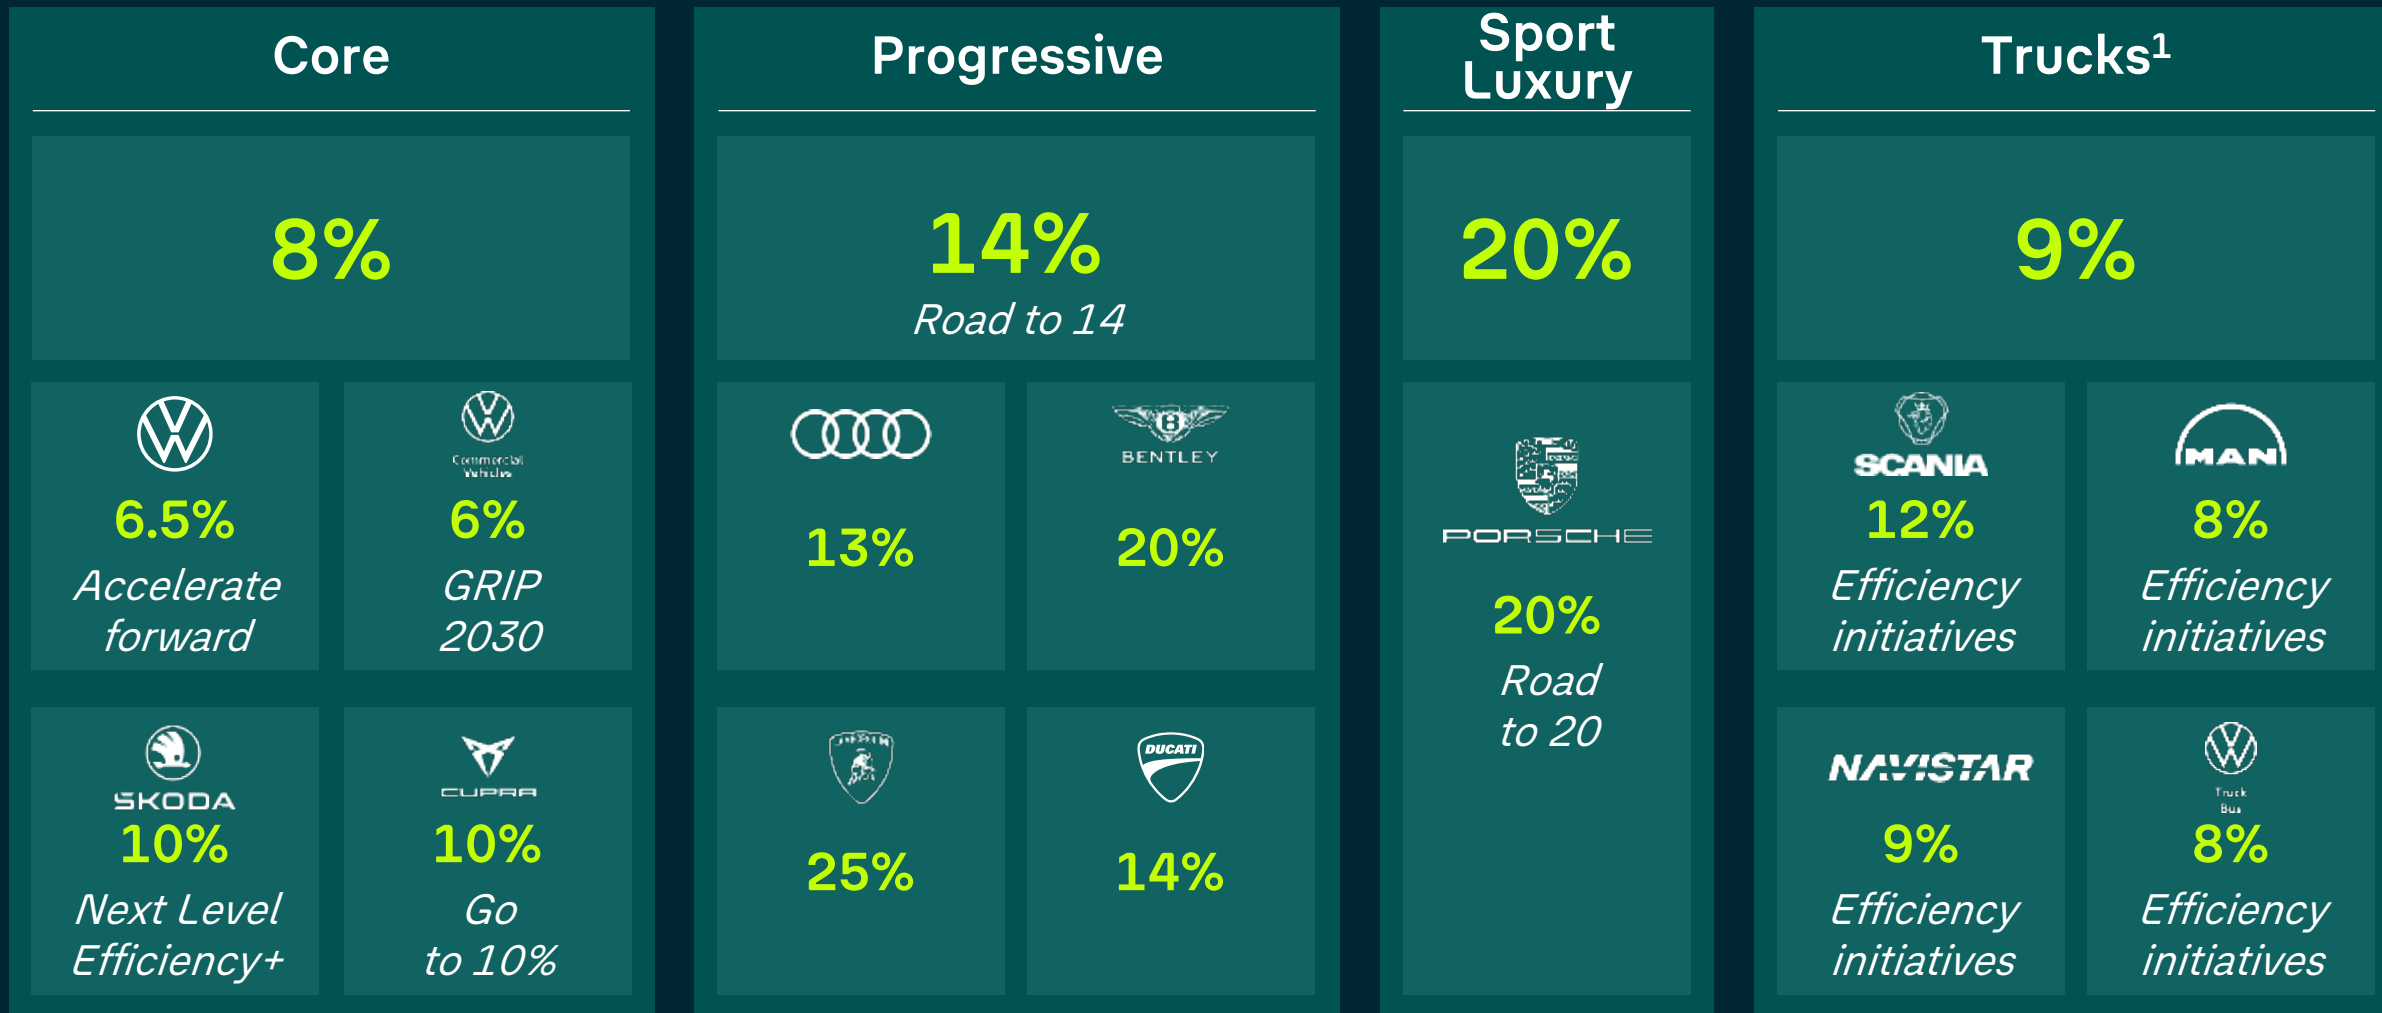 Core
8%
Commercial
Vehicles
6.5%
6%
Accelerate
forward
GRIP
2030
SKODA
CUPRA
10%
10%
Next Level
Efficiency+
Go
to 10%
Progressive
14%
Road to 14
BENTLEY
13%
20%
DUCATI
25%
14%
Sport
Luxury
20%
PORSCHE
20%
Road
to 20
Trucks¹
9%
SCANIA
MAN
12%
8%
Efficiency
initiatives
Efficiency
initiatives
NAVISTAR
Truck
Bus
9%
8%
Efficiency
initiatives
Efficiency
initiatives